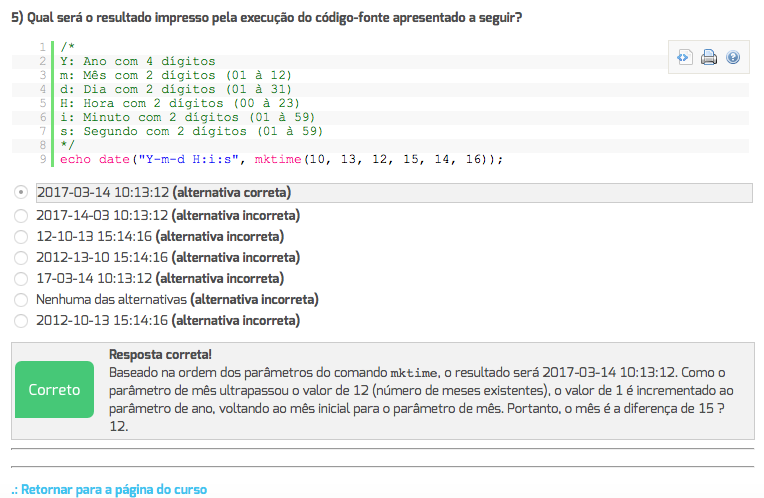 5) Qual será o resultado impresso pela execução do código-fonte apresentado a seguir?
1 /*
2 Y: Ano com 4 dígitos
3 m: Mês com 2 dígitos (01 à 12)
4 d: Dia com 2 dígitos (01 à 31)
5 H: Hora com 2 dígitos (00 à 23)
6 i: Minuto com 2 dígitos (01 à 59)
7 s: Segundo com 2 dígitos (01 à 59)
8 */
9 echo date("Y-m-d H:i:s", mktime(10, 13, 12, 15, 14, 16));
2017-03-14 10:13:12 (alternativa correta)
2017-14-03 10:13:12 (alternativa incorreta)
12-10-13 15:14:16 (alternativa incorreta)
2012-13-10 15:14:16 (alternativa incorreta)
17-03-14 10:13:12 (alternativa incorreta)
Nenhuma das alternativas (alternativa incorreta)
2012-10-13 15:14:16 (alternativa incorreta)
Correto
Resposta correta!
Baseado na ordem dos parâmetros do comando mktime, o resultado será 2017-03-14 10:13:12. Como o
parâmetro de mês ultrapassou o valor de 12 (número de meses existentes), o valor de 1 é incrementado ao
parâmetro de ano, voltando ao mês inicial para o parâmetro de mês. Portanto, o mês é a diferença de 15 ?
12.
.: Retornar para a página do curso